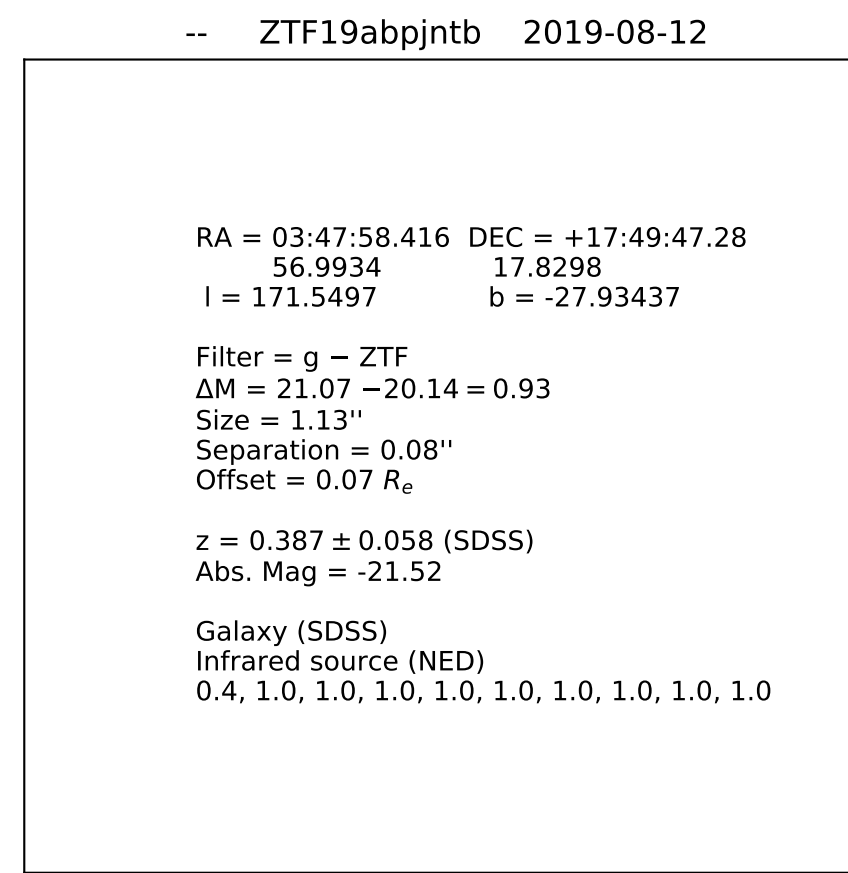 --  ZTF19abpjntb  2019-08-12
RA = 03:47:58.416  DEC = +17:49:47.28
56.9934  17.8298
l = 171.5497  b = -27.93437
Filter = g − ZTF
ΔM = 21.07 −20.14 = 0.93
Size = 1.13''
Separation = 0.08''
Offset = 0.07 Re
z = 0.387 ± 0.058 (SDSS)
Abs. Mag = -21.52
Galaxy (SDSS)
Infrared source (NED)
0.4, 1.0, 1.0, 1.0, 1.0, 1.0, 1.0, 1.0, 1.0, 1.0